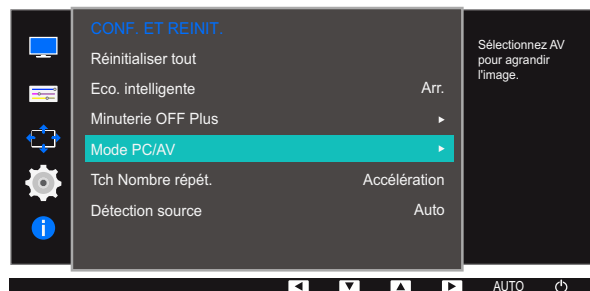 CONF. ET REINIT.
Réinitialiser tout
Eco. intelligente Arr.
Minuterie OFF Plus
Mode PC/AV
Tch Nombre répét. Accélération
Détection source Auto
Sélectionnez AV
pour agrandir
l'image.
AUTO